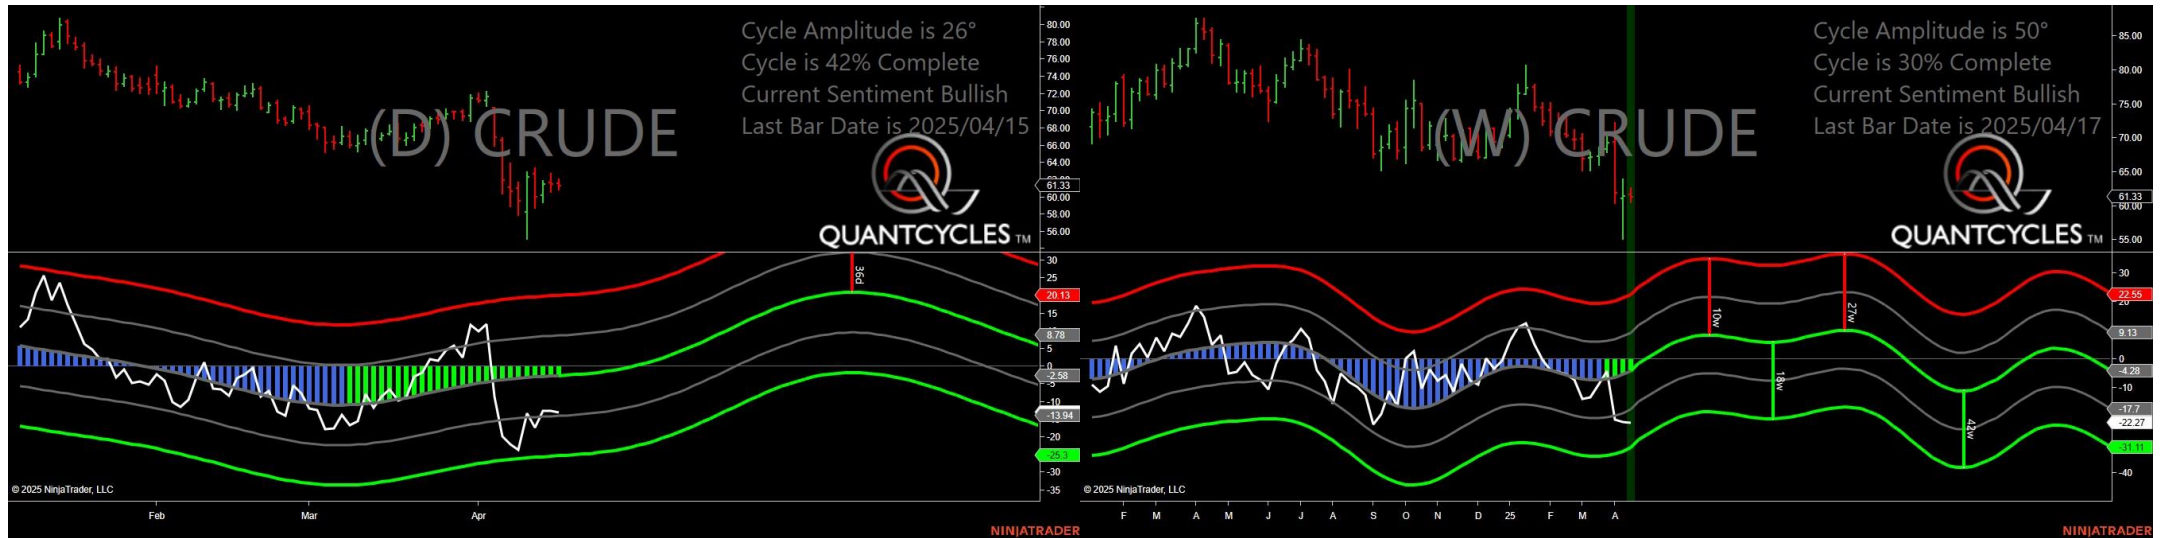 Cycle Amplitude is 26°
Cycle is 42% Complete
Current Sentiment Bullish
Last Bar Date is 2025/04/15
(D) CRUDE
QUANTCYCLES TM
80.00
78.00
76.00
74.00
72.00
70.00
68.00
66.00
64.00
61.33
60.00
58.00
56.00
36d
30
25
20.13
15
8.78
5
0
-2.58
-5
-10
-13.94
-20
-25.3
-30
-35
© 2025 NinjaTrader, LLC
Feb
Mar
Apr
NINJATRADER
Cycle Amplitude is 50°
Cycle is 30% Complete
Current Sentiment Bullish
Last Bar Date is 2025/04/17
(W) CRUDE
QUANTCYCLES TM
85.00
80.00
75.00
70.00
65.00
61.33
60.00
55.00
10w
18w
27w
42w
30
22.55
9.13
0
-4.28
-10
-17.7
-22.27
-31.11
-40
© 2025 NinjaTrader, LLC
F
M
A
M
J
J
A
S
O
N
D
25
F
M
A
NINJATRADER